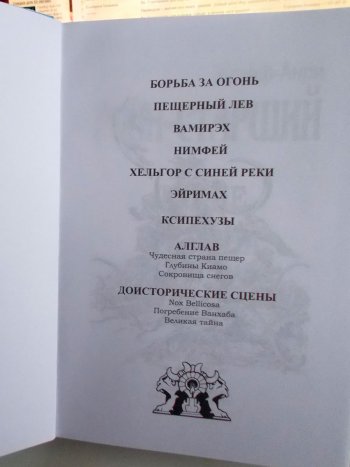 БОРЬБА ЗА ОГОНЬ
ПЕЩЕРНЫЙ ЛЕВ
ВАМИРЭХ
НИМФЕЙ
ХЕЛЬГОР С СИНЕЙ РЕКИ
ЭЙРИМАХ
КСИПЕХУЗЫ
АЛГЛАВ
Чудесная страна пещер
Глубины Киамо
Сокровища снегов
ДОИСТОРИЧЕСКИЕ СЦЕНЫ
Nox Bellicosa
Погребение Ванхаба
Великая тайна